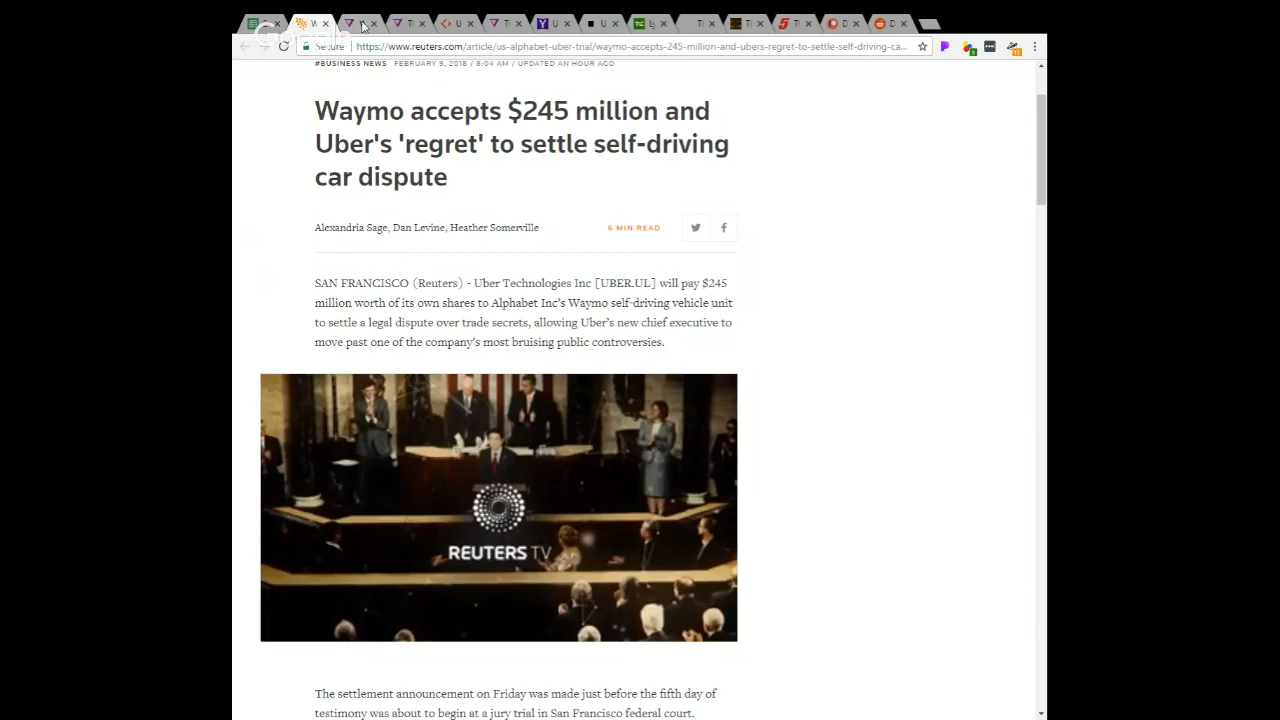 Secure | https://www.reuters.com/article/us-alphabet-uber-trial/waymo-accepts-245-million-and-ubers-regret-to-settle-self-driving-ca...
#BUSINESS NEWS FEBRUARY 9, 2018 / 8:04 AM / UPDATED AN HOUR AGO
Waymo accepts $245 million and
Uber's 'regret' to settle self-driving
car dispute
Alexandria Sage, Dan Levine, Heather Somerville
6 MIN READ
SAN FRANCISCO (Reuters) - Uber Technologies Inc [UBER.UL] will pay $245
million worth of its own shares to Alphabet Inc’s Waymo self-driving vehicle unit
to settle a legal dispute over trade secrets, allowing Uber’s new chief executive to
move past one of the company’s most bruising public controversies.
REUTERS TV
The settlement announcement on Friday was made just before the fifth day of
testimony was about to begin at a jury trial in San Francisco federal court.